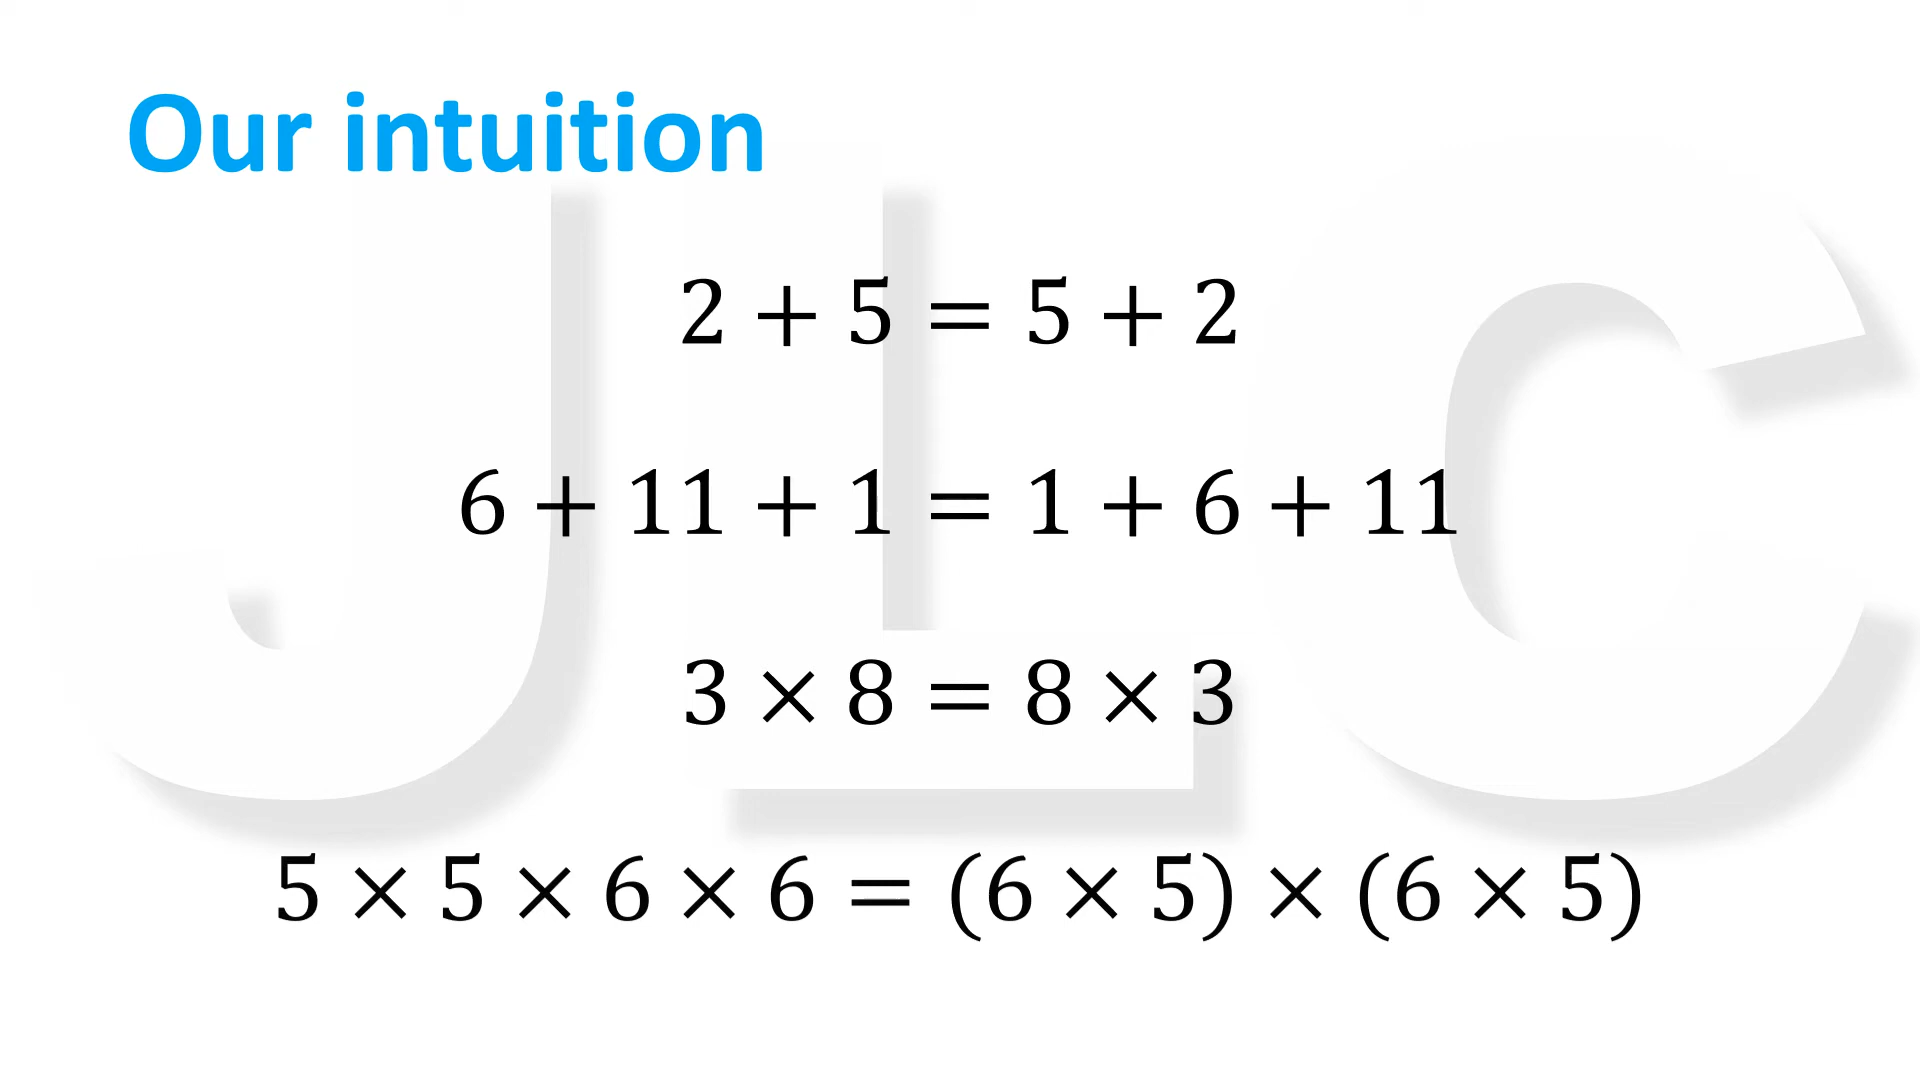 Our intuition
2 + 5 = 5 + 2
6 + 11 + 1 = 1 + 6 + 11
3 × 8 = 8 × 3
5 × 5 × 6 × 6 = (6 × 5) × (6 × 5)
JLC